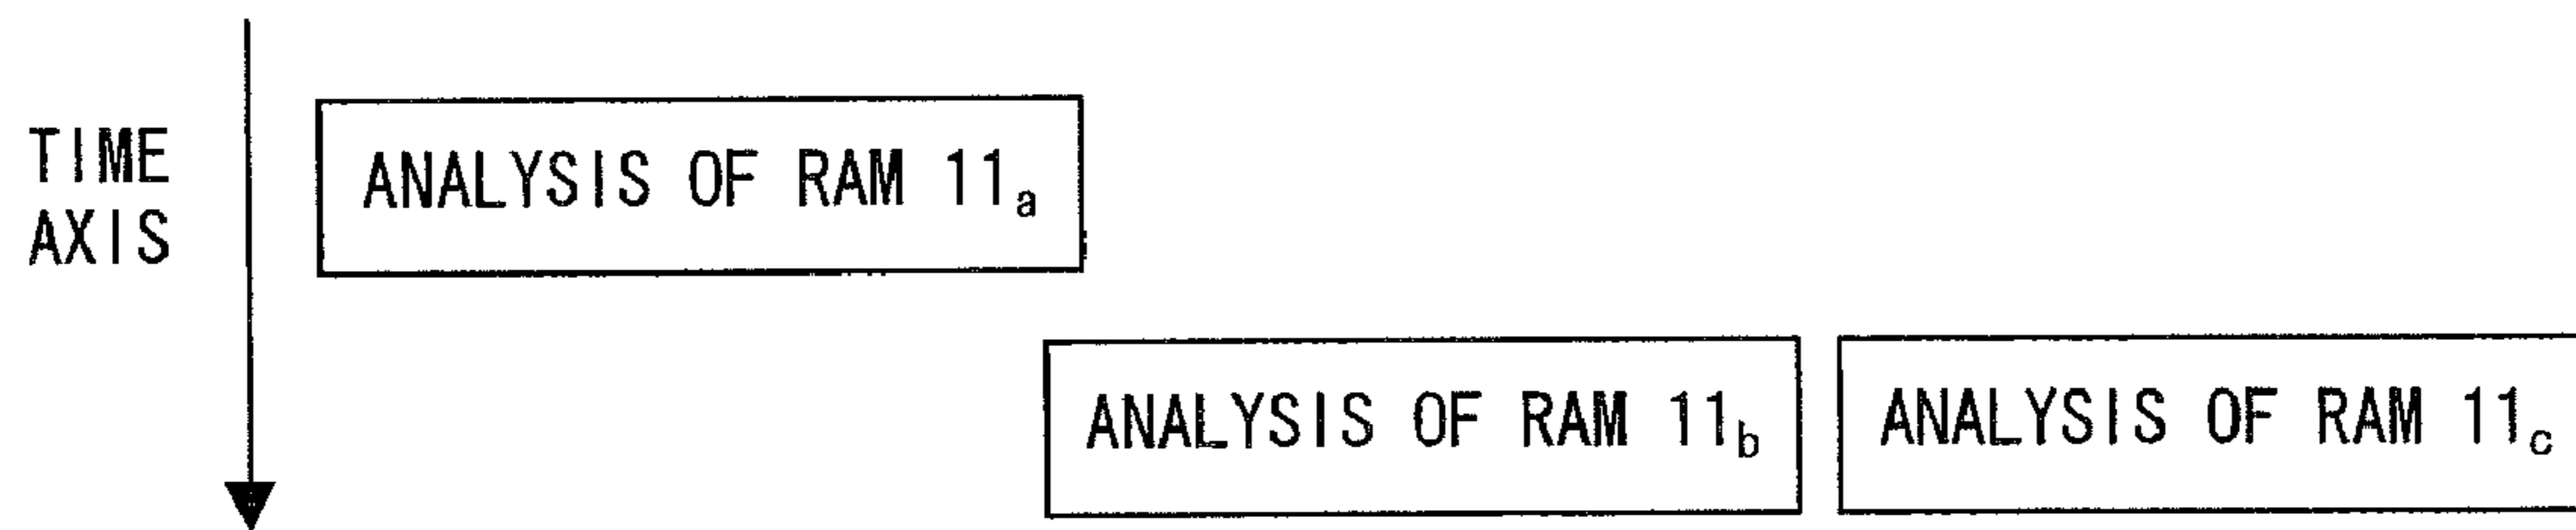 TIME
AXIS
ANALYSIS OF RAM 11a
ANALYSIS OF RAM 11b
ANALYSIS OF RAM 11c